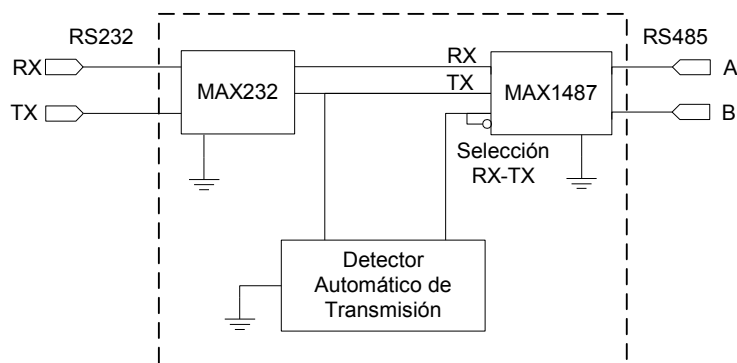 RS232
RX
RS485
RX
A
MAX232
TX
MAX1487
TX
B
Selección
RX-TX
Detector
Automático de
Transmisión